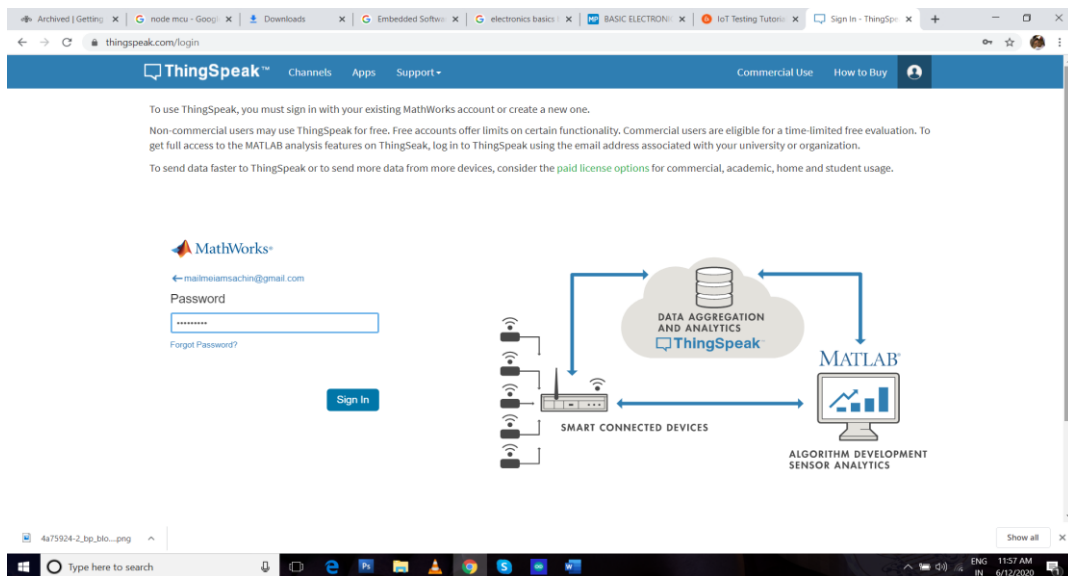 Archived | Getting
node mcu - Googl
Downloads
Embedded Softwa
electronics basics
BASIC ELECTRONIC
IoT Testing Tutoria
Sign In - ThingSpe
thingspeak.com/login
ThingSpeak™ Channels Apps Support Commercial Use How to Buy
To use ThingSpeak, you must sign in with your existing MathWorks account or create a new one.
Non-commercial users may use ThingSpeak for free. Free accounts offer limits on certain functionality. Commercial users are eligible for a time-limited free evaluation. To
get full access to the MATLAB analysis features on ThingSeak, log in to ThingSpeak using the email address associated with your university or organization.
To send data faster to ThingSpeak or to send more data from more devices, consider the paid license options for commercial, academic, home and student usage.
MathWorks®
mailmeiamsachin@gmail.com
Password
•••••••••
Forgot Password?
Sign In
DATA AGGREGATION
AND ANALYTICS
ThingSpeak™
SMART CONNECTED DEVICES
MATLAB®
ALGORITHM DEVELOPMENT
SENSOR ANALYTICS
4a75924-2_bp_blo....png
Show all
Type here to search
ENG 11:57 AM
IN 6/12/2020